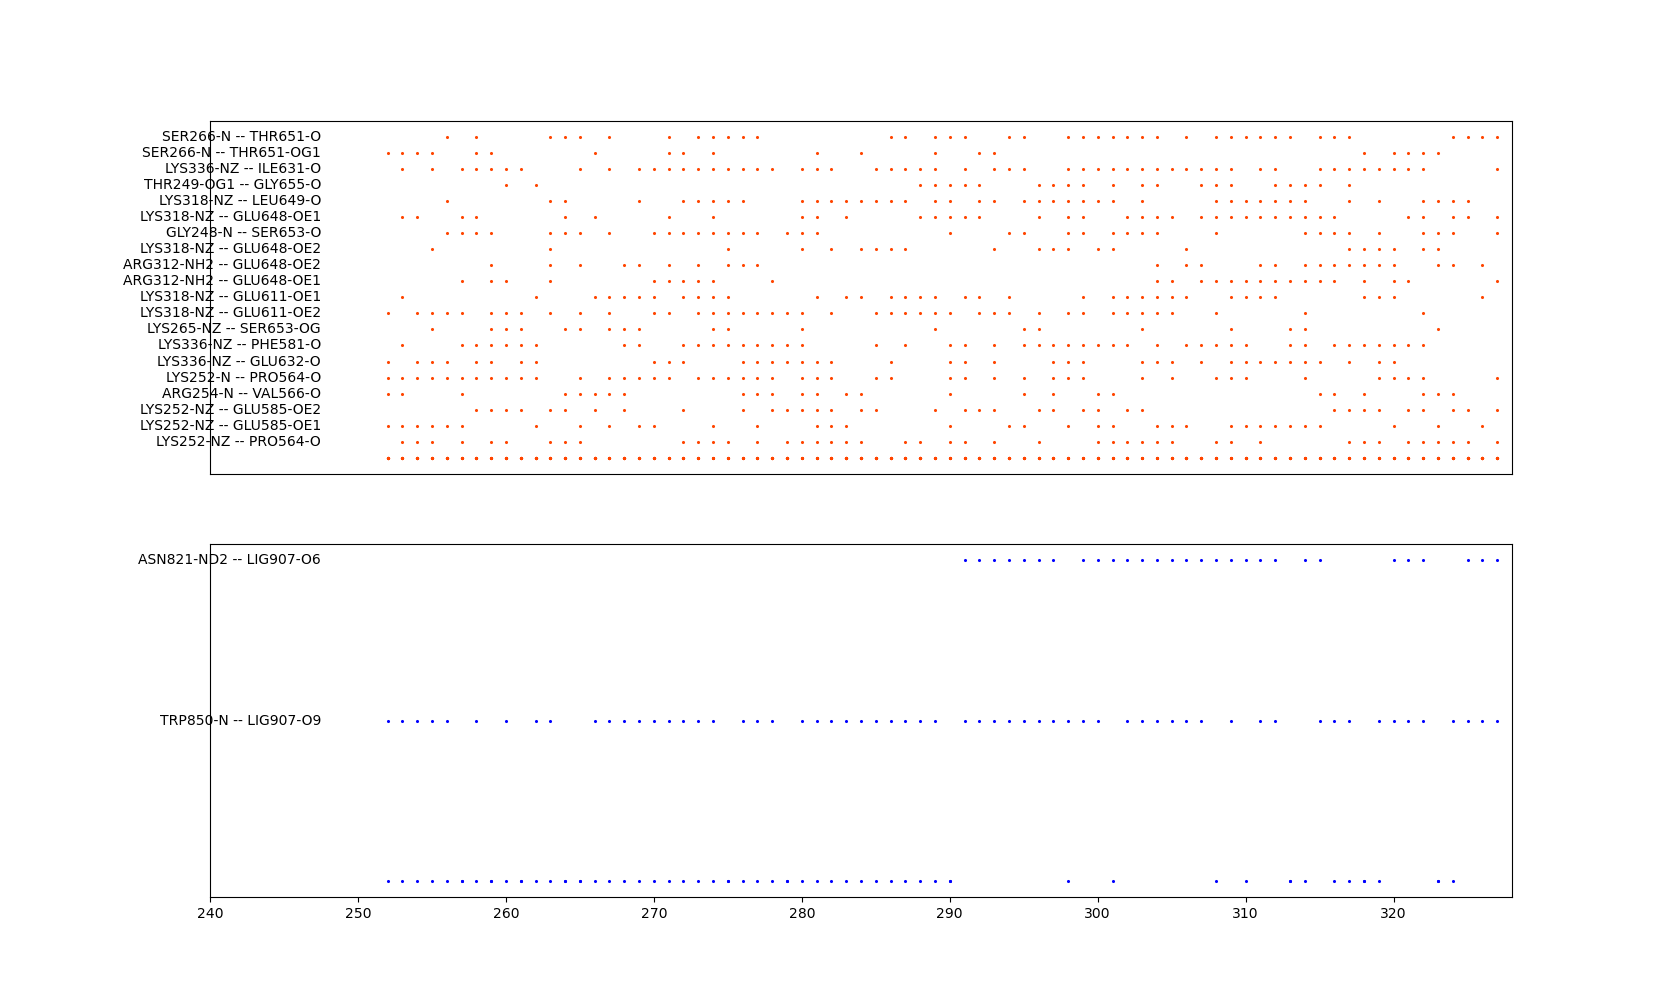 SER266-N -- THR651-O
SER266-N -- THR651-OG1
LYS336-NZ -- ILE631-O
THR249-OG1 -- GLY655-O
LYS318-NZ -- LEU649-O
LYS318-NZ -- GLU648-OE1
GLY248-N -- SER653-O
LYS318-NZ -- GLU648-OE2
ARG312-NH2 -- GLU648-OE2
ARG312-NH2 -- GLU648-OE1
LYS318-NZ -- GLU611-OE1
LYS318-NZ -- GLU611-OE2
LYS265-NZ -- SER653-OG
LYS336-NZ -- PHE581-O
LYS336-NZ -- GLU632-O
LYS252-N -- PRO564-O
ARG254-N -- VAL566-O
LYS252-NZ -- GLU585-OE2
LYS252-NZ -- GLU585-OE1
LYS252-NZ -- PRO564-O
ASN821-ND2 -- LIG907-O6
TRP850-N -- LIG907-O9
240 250 260 270 280 290 300 310 320